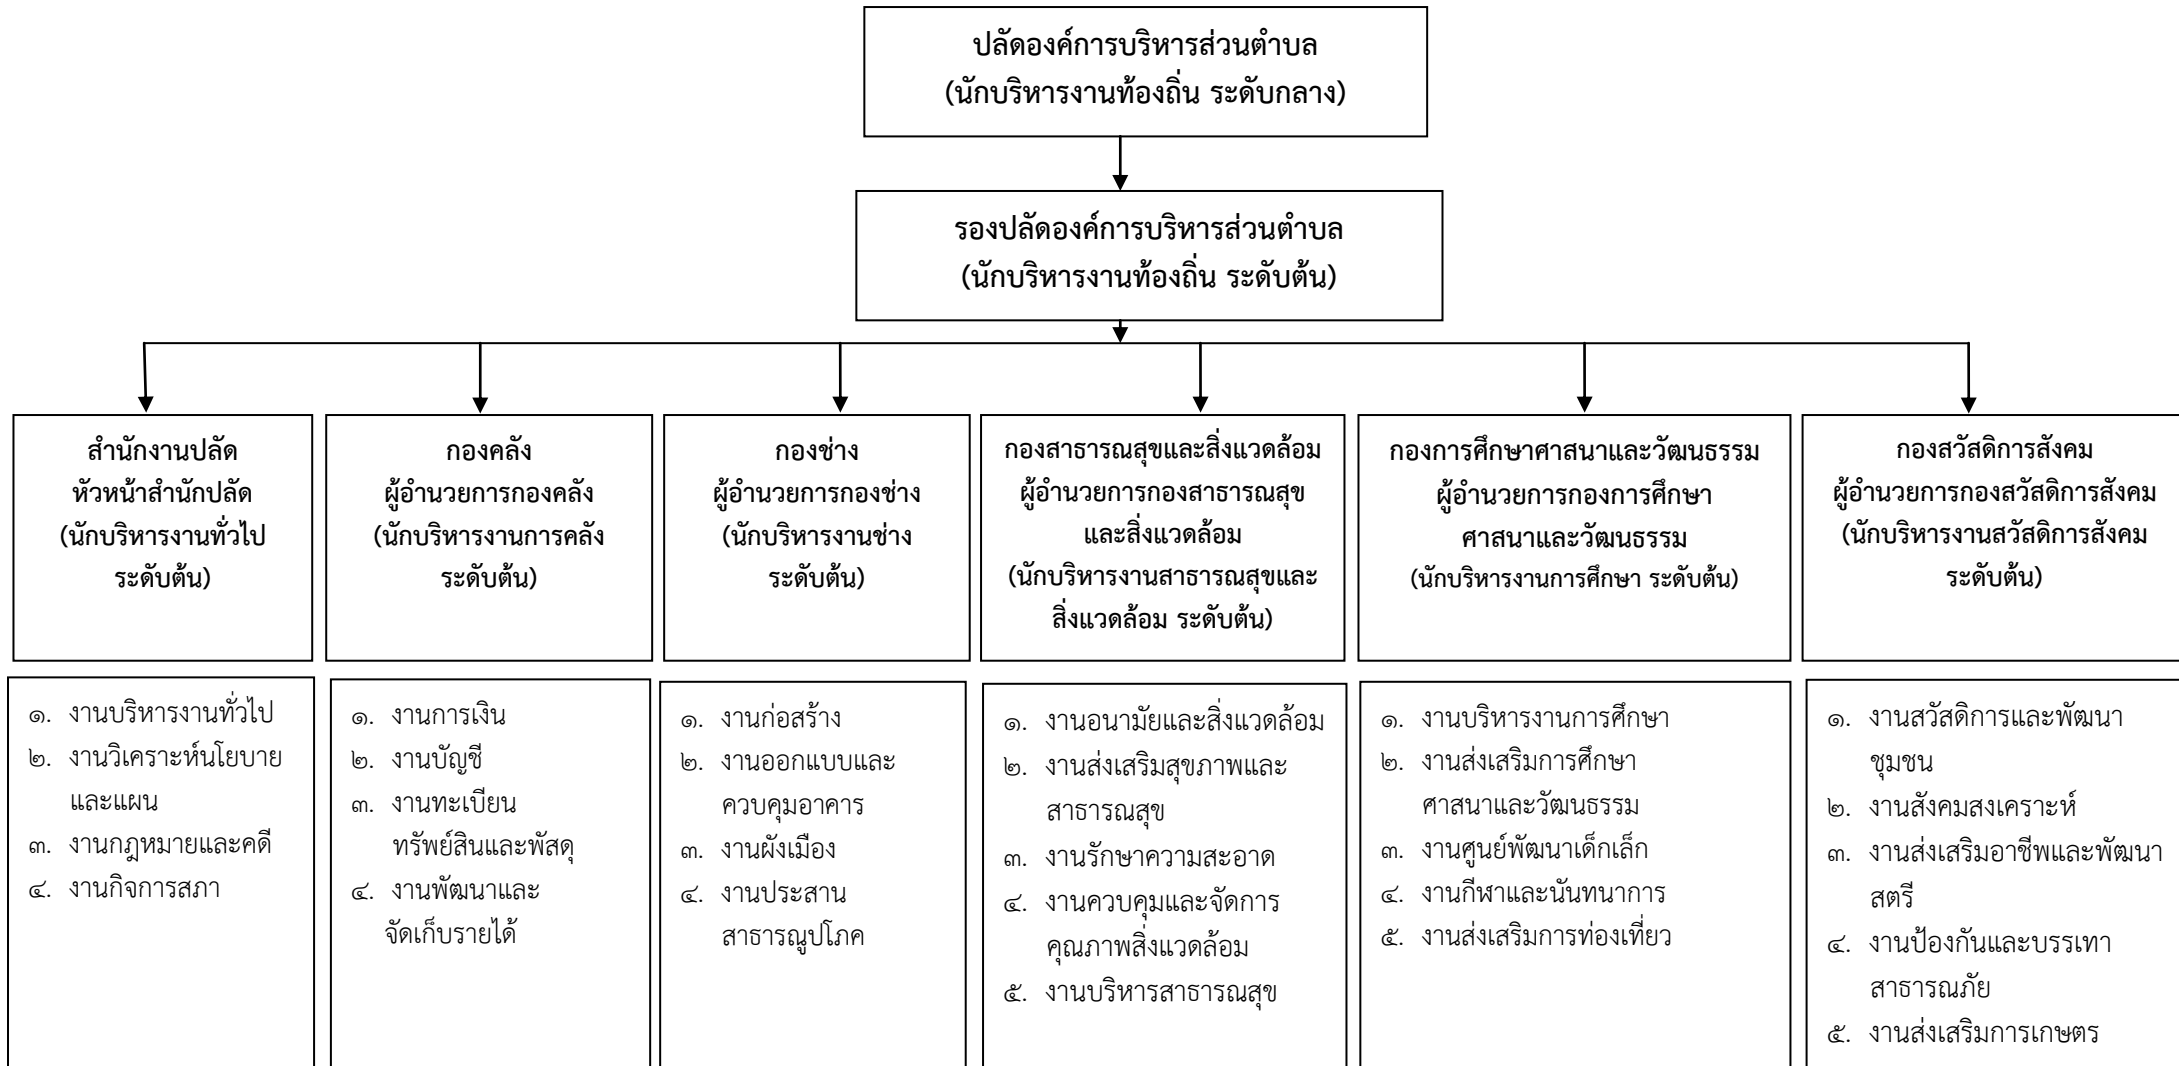 ปลัดองค์การบริหารส่วนตำบล
(นักบริหารงานท้องถิ่น ระดับกลาง)
รองปลัดองค์การบริหารส่วนตำบล
(นักบริหารงานท้องถิ่น ระดับต้น)
สำนักงานปลัด
หัวหน้าสำนักปลัด
(นักบริหารงานทั่วไป
ระดับต้น)
กองคลัง
ผู้อำนวยการกองคลัง
(นักบริหารงานการคลัง
ระดับต้น)
กองช่าง
ผู้อำนวยการกองช่าง
(นักบริหารงานช่าง
ระดับต้น)
กองสาธารณสุขและสิ่งแวดล้อม
ผู้อำนวยการกองสาธารณสุข
และสิ่งแวดล้อม
(นักบริหารงานสาธารณสุขและ
สิ่งแวดล้อม ระดับต้น)
กองการศึกษาศาสนาและวัฒนธรรม
ผู้อำนวยการกองการศึกษา
ศาสนาและวัฒนธรรม
(นักบริหารงานการศึกษา ระดับต้น)
กองสวัสดิการสังคม
ผู้อำนวยการกองสวัสดิการสังคม
(นักบริหารงานสวัสดิการสังคม
ระดับต้น)
๑. งานบริหารงานทั่วไป
๒. งานวิเคราะห์นโยบาย
และแผน
๓. งานกฎหมายและคดี
๔. งานกิจการสภา
๑. งานการเงิน
๒. งานบัญชี
๓. งานทะเบียน
ทรัพย์สินและพัสดุ
๔. งานพัฒนาและ
จัดเก็บรายได้
๑. งานก่อสร้าง
๒. งานออกแบบและ
ควบคุมอาคาร
๓. งานผังเมือง
๔. งานประสาน
สาธารณูปโภค
๑. งานอนามัยและสิ่งแวดล้อม
๒. งานส่งเสริมสุขภาพและ
สาธารณสุข
๓. งานรักษาความสะอาด
๔. งานควบคุมและจัดการ
คุณภาพสิ่งแวดล้อม
๕. งานบริหารสาธารณสุข
๑. งานบริหารงานการศึกษา
๒. งานส่งเสริมการศึกษา
ศาสนาและวัฒนธรรม
๓. งานศูนย์พัฒนาเด็กเล็ก
๔. งานกีฬาและนันทนาการ
๕. งานส่งเสริมการท่องเที่ยว
๑. งานสวัสดิการและพัฒนา
ชุมชน
๒. งานสังคมสงเคราะห์
๓. งานส่งเสริมอาชีพและพัฒนา
สตรี
๔. งานป้องกันและบรรเทา
สาธารณภัย
๕. งานส่งเสริมการเกษตร